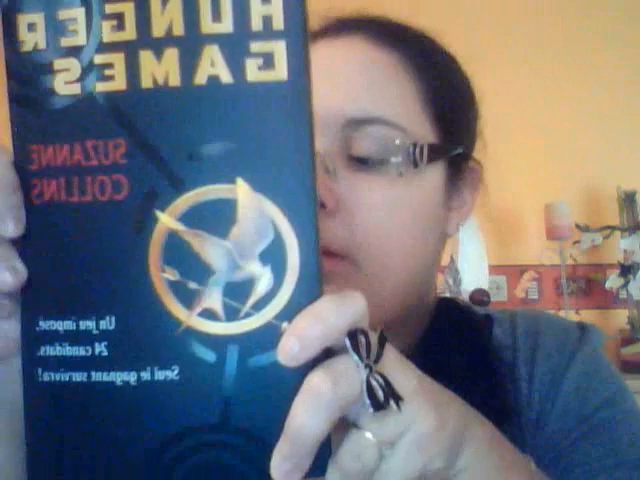 HUNGER
GAMES
SUZANNE
COLLINS
Un jeu imposé.
24 candidats.
Seul le gagnant survivra!